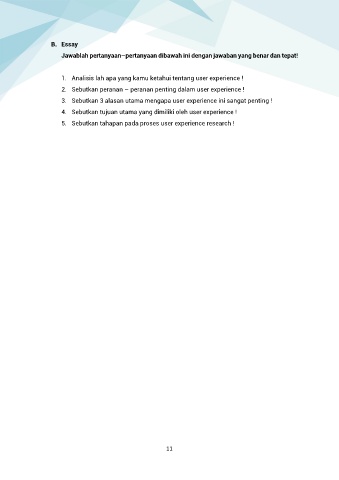 B. Essay
Jawablah pertanyaan–pertanyaan dibawah ini dengan jawaban yang benar dan tepat!
1. Analisis lah apa yang kamu ketahui tentang user experience !
2. Sebutkan peranan – peranan penting dalam user experience !
3. Sebutkan 3 alasan utama mengapa user experience ini sangat penting !
4. Sebutkan tujuan utama yang dimiliki oleh user experience !
5. Sebutkan tahapan pada proses user experience research !
11